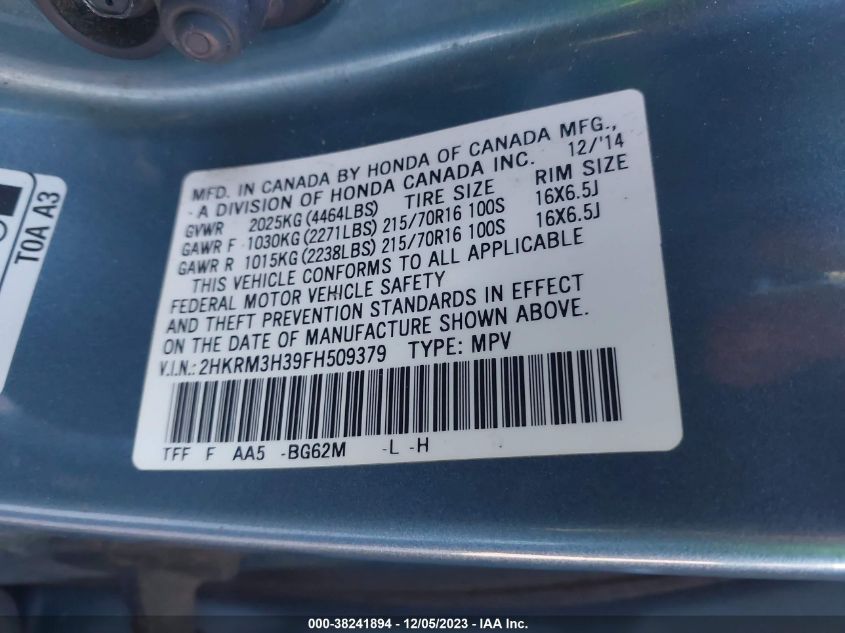 MFD. IN CANADA BY HONDA OF CANADA MFG.,
A DIVISION OF HONDA CANADA INC. 12/'14
GVWR 2025KG (4464LBS) TIRE SIZE RIM SIZE
GAWR F 1030KG (2271LBS) 215/70R16 100S 16X6.5J
GAWR R 1015KG (2238LBS) 215/70R16 100S 16X6.5J
THIS VEHICLE CONFORMS TO ALL APPLICABLE
FEDERAL MOTOR VEHICLE SAFETY
AND THEFT PREVENTION STANDARDS IN EFFECT
ON THE DATE OF MANUFACTURE SHOWN ABOVE.
V.I.N.: 2HKRM3H39FH509379 TYPE: MPV
TFF F AA5 -BG62M -L -H
TOA A3
000-38241894 - 12/05/2023 - IAA Inc.